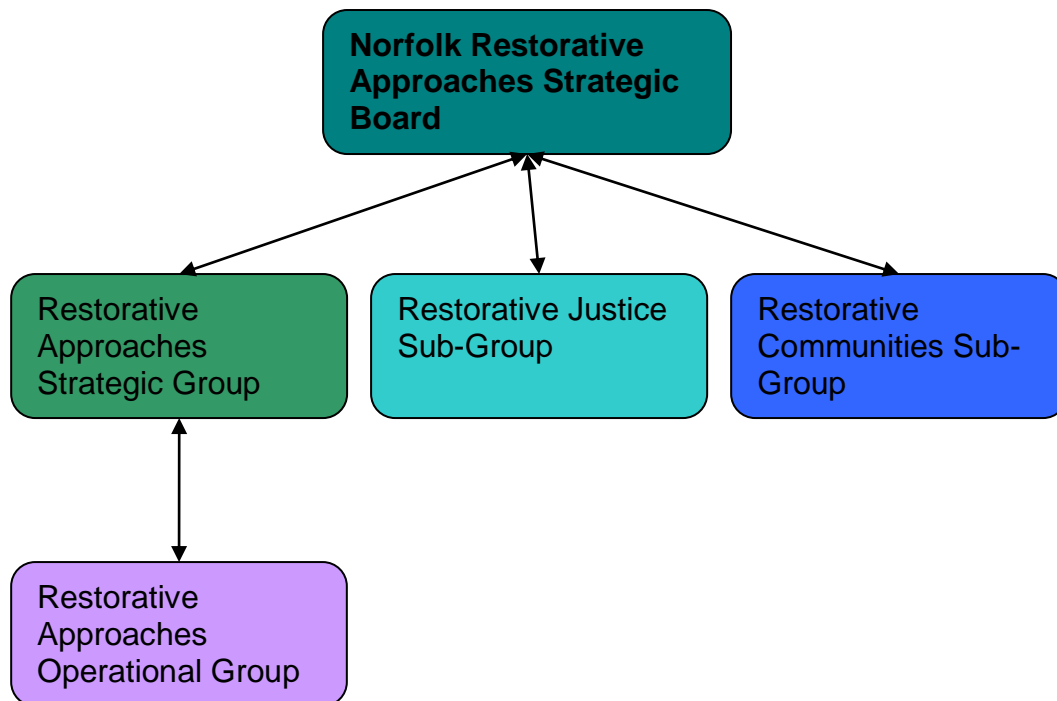 Norfolk Restorative
Approaches Strategic
Board
Restorative
Approaches
Strategic Group
Restorative Justice
Sub-Group
Restorative
Communities Sub-
Group
Restorative
Approaches
Operational Group